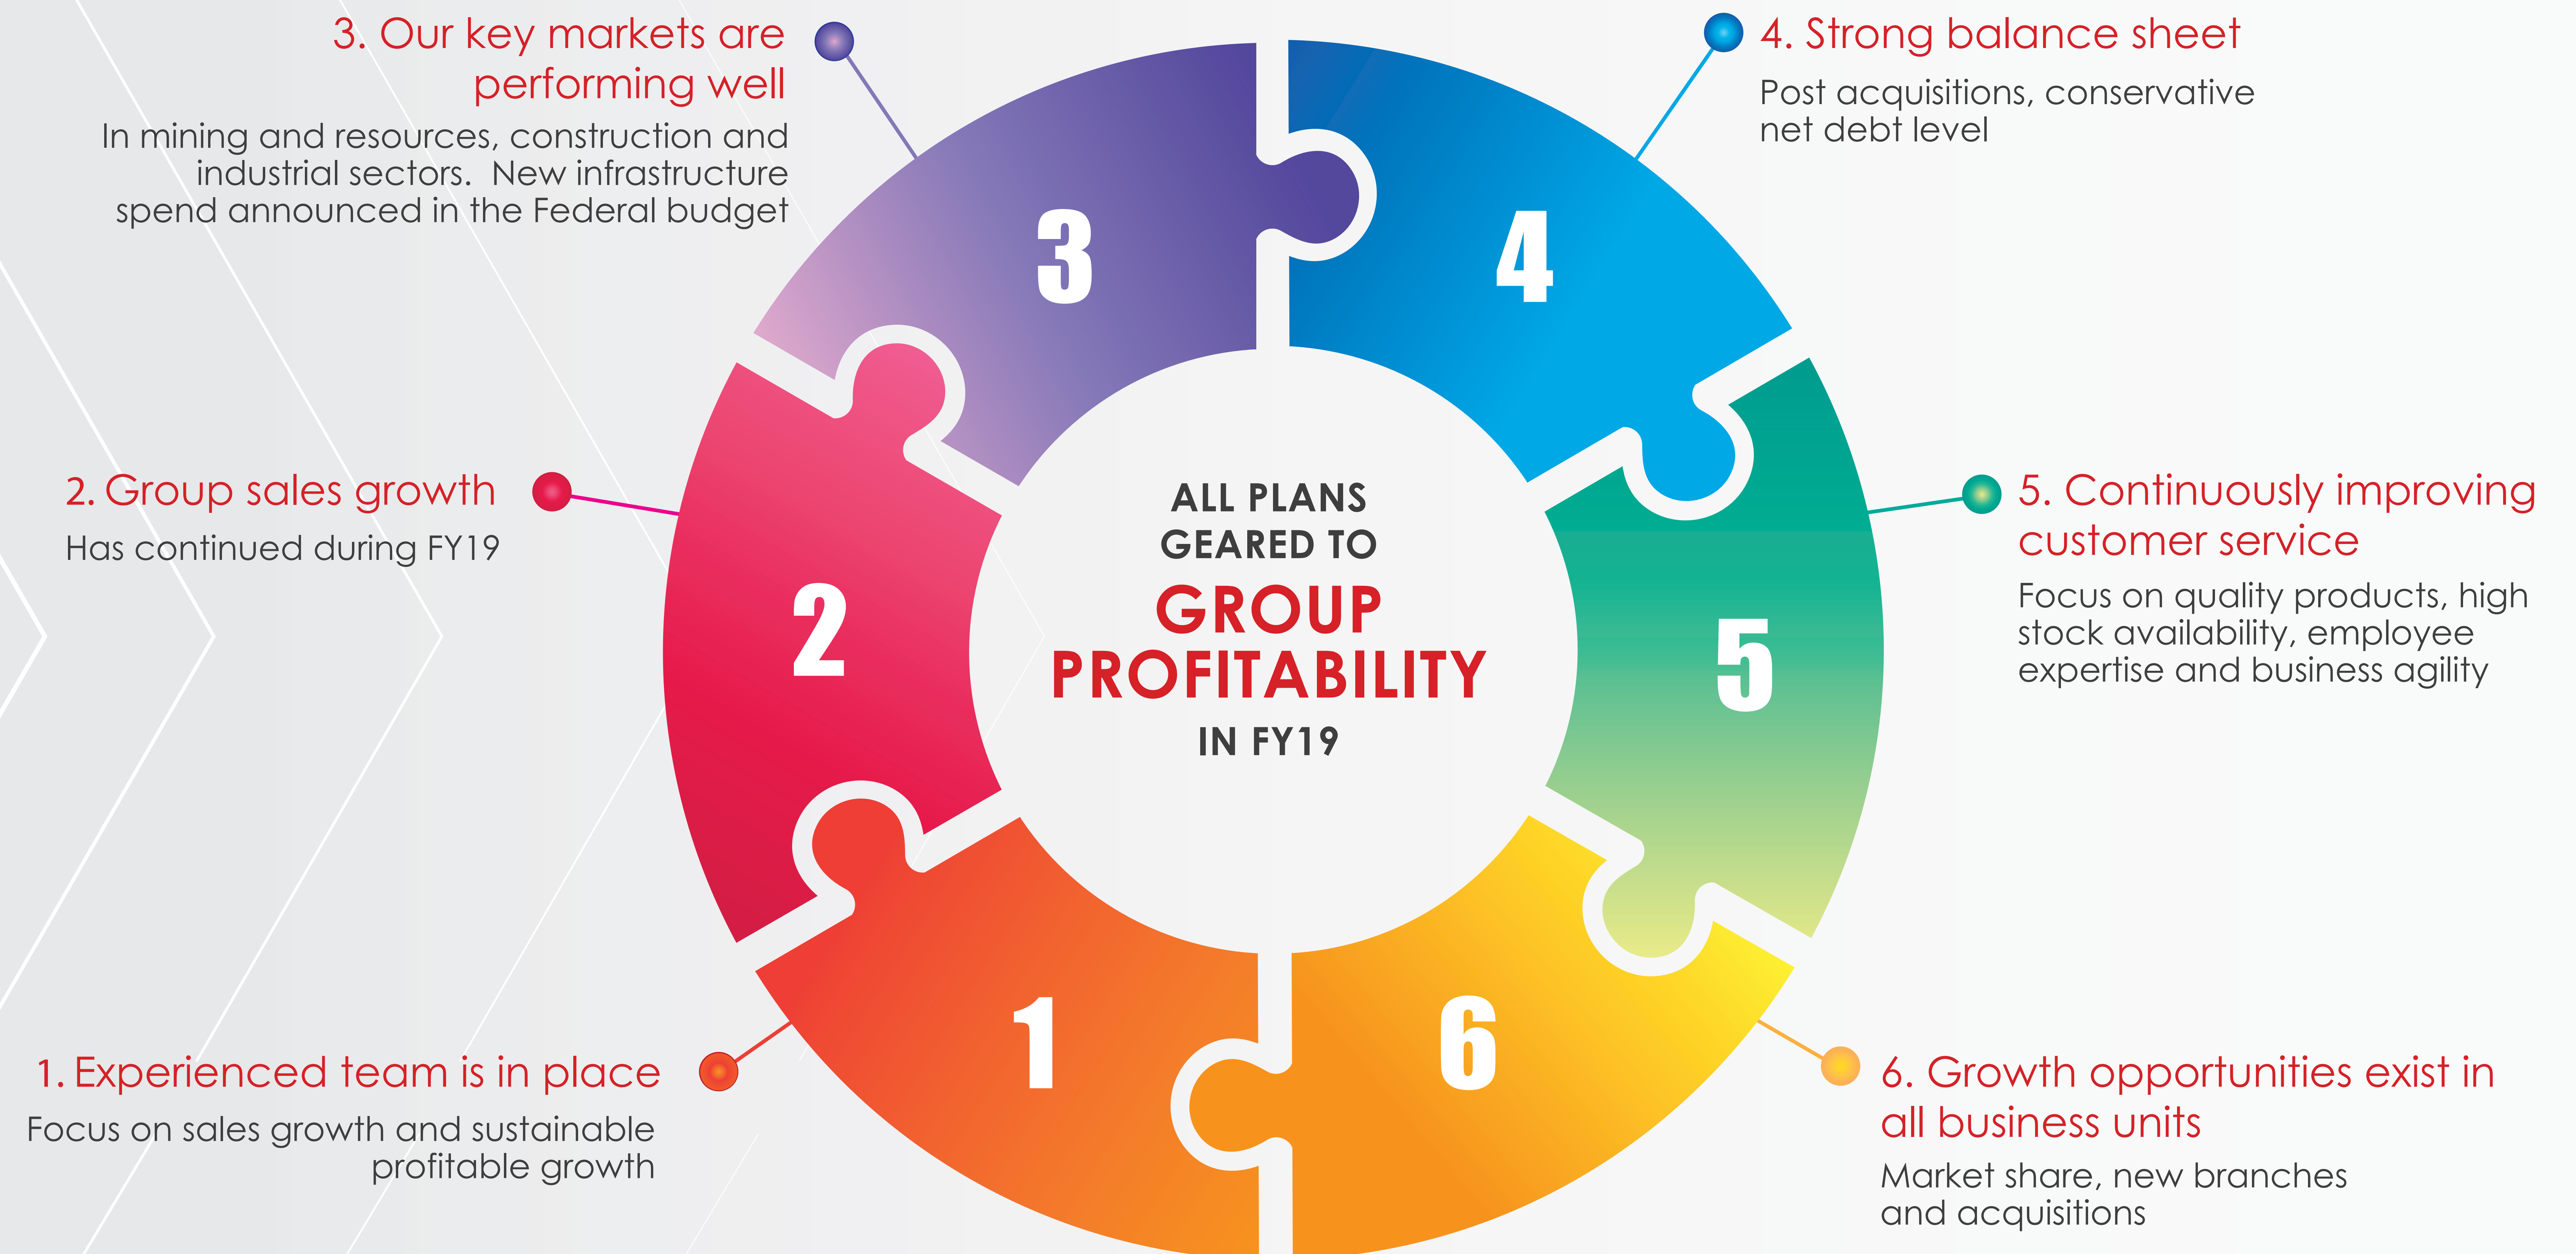 3. Our key markets are
performing well
In mining and resources, construction and
industrial sectors.  New infrastructure
spend announced in the Federal budget
4. Strong balance sheet
Post acquisitions, conservative
net debt level
3
4
2. Group sales growth
Has continued during FY19
2
ALL PLANS
GEARED TO
GROUP
PROFITABILITY
IN FY19
5
5. Continuously improving
customer service
Focus on quality products, high
stock availability, employee
expertise and business agility
1. Experienced team is in place
Focus on sales growth and sustainable
profitable growth
1
6
6. Growth opportunities exist in
all business units
Market share, new branches
and acquisitions